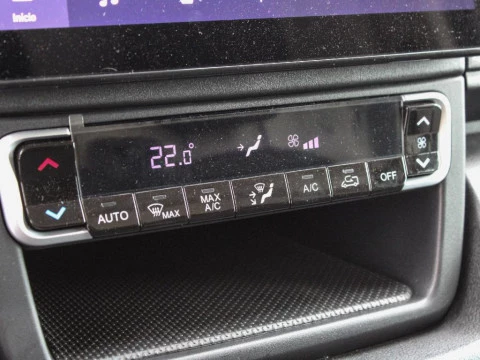 Inicio
22.0°
AUTO
MAX
MAX
A/C
A/C
OFF